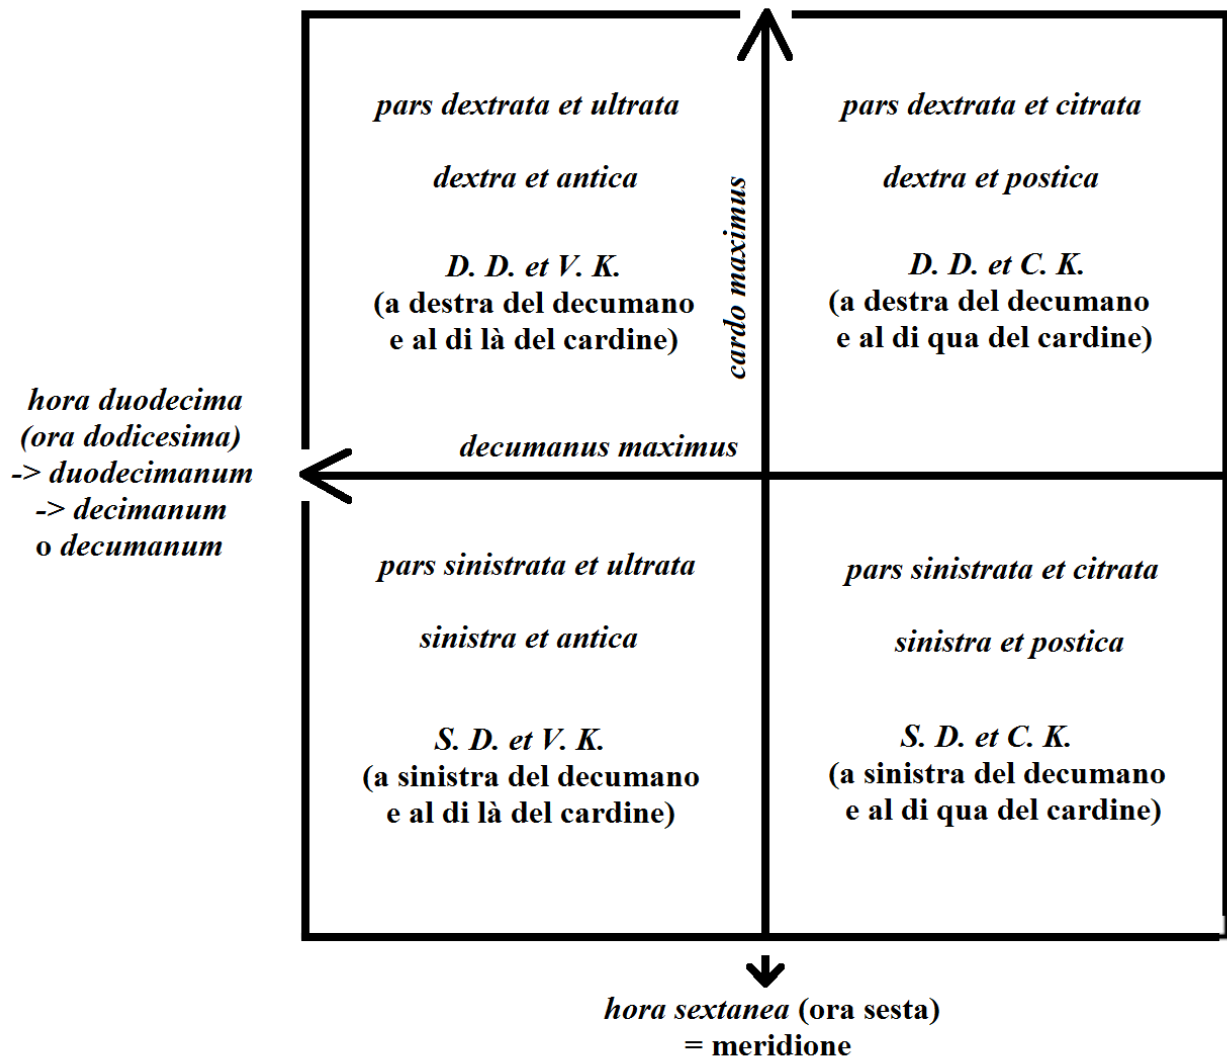 pars dextrata et ultrata
dextra et antica
D. D. et V. K.
(a destra del decumano
e al di là del cardine)
cardo maximus
pars dextrata et citrata
dextra et postica
D. D. et C. K.
(a destra del decumano
e al di qua del cardine)
hora duodecima
(ora dodicesima)
-> duodecimanum
-> decimanum
o decumanum
decumanus maximus
pars sinistrata et ultrata
sinistra et antica
S. D. et V. K.
(a sinistra del decumano
e al di là del cardine)
pars sinistrata et citrata
sinistra et postica
S. D. et C. K.
(a sinistra del decumano
e al di qua del cardine)
hora sextanea (ora sesta)
= meridione